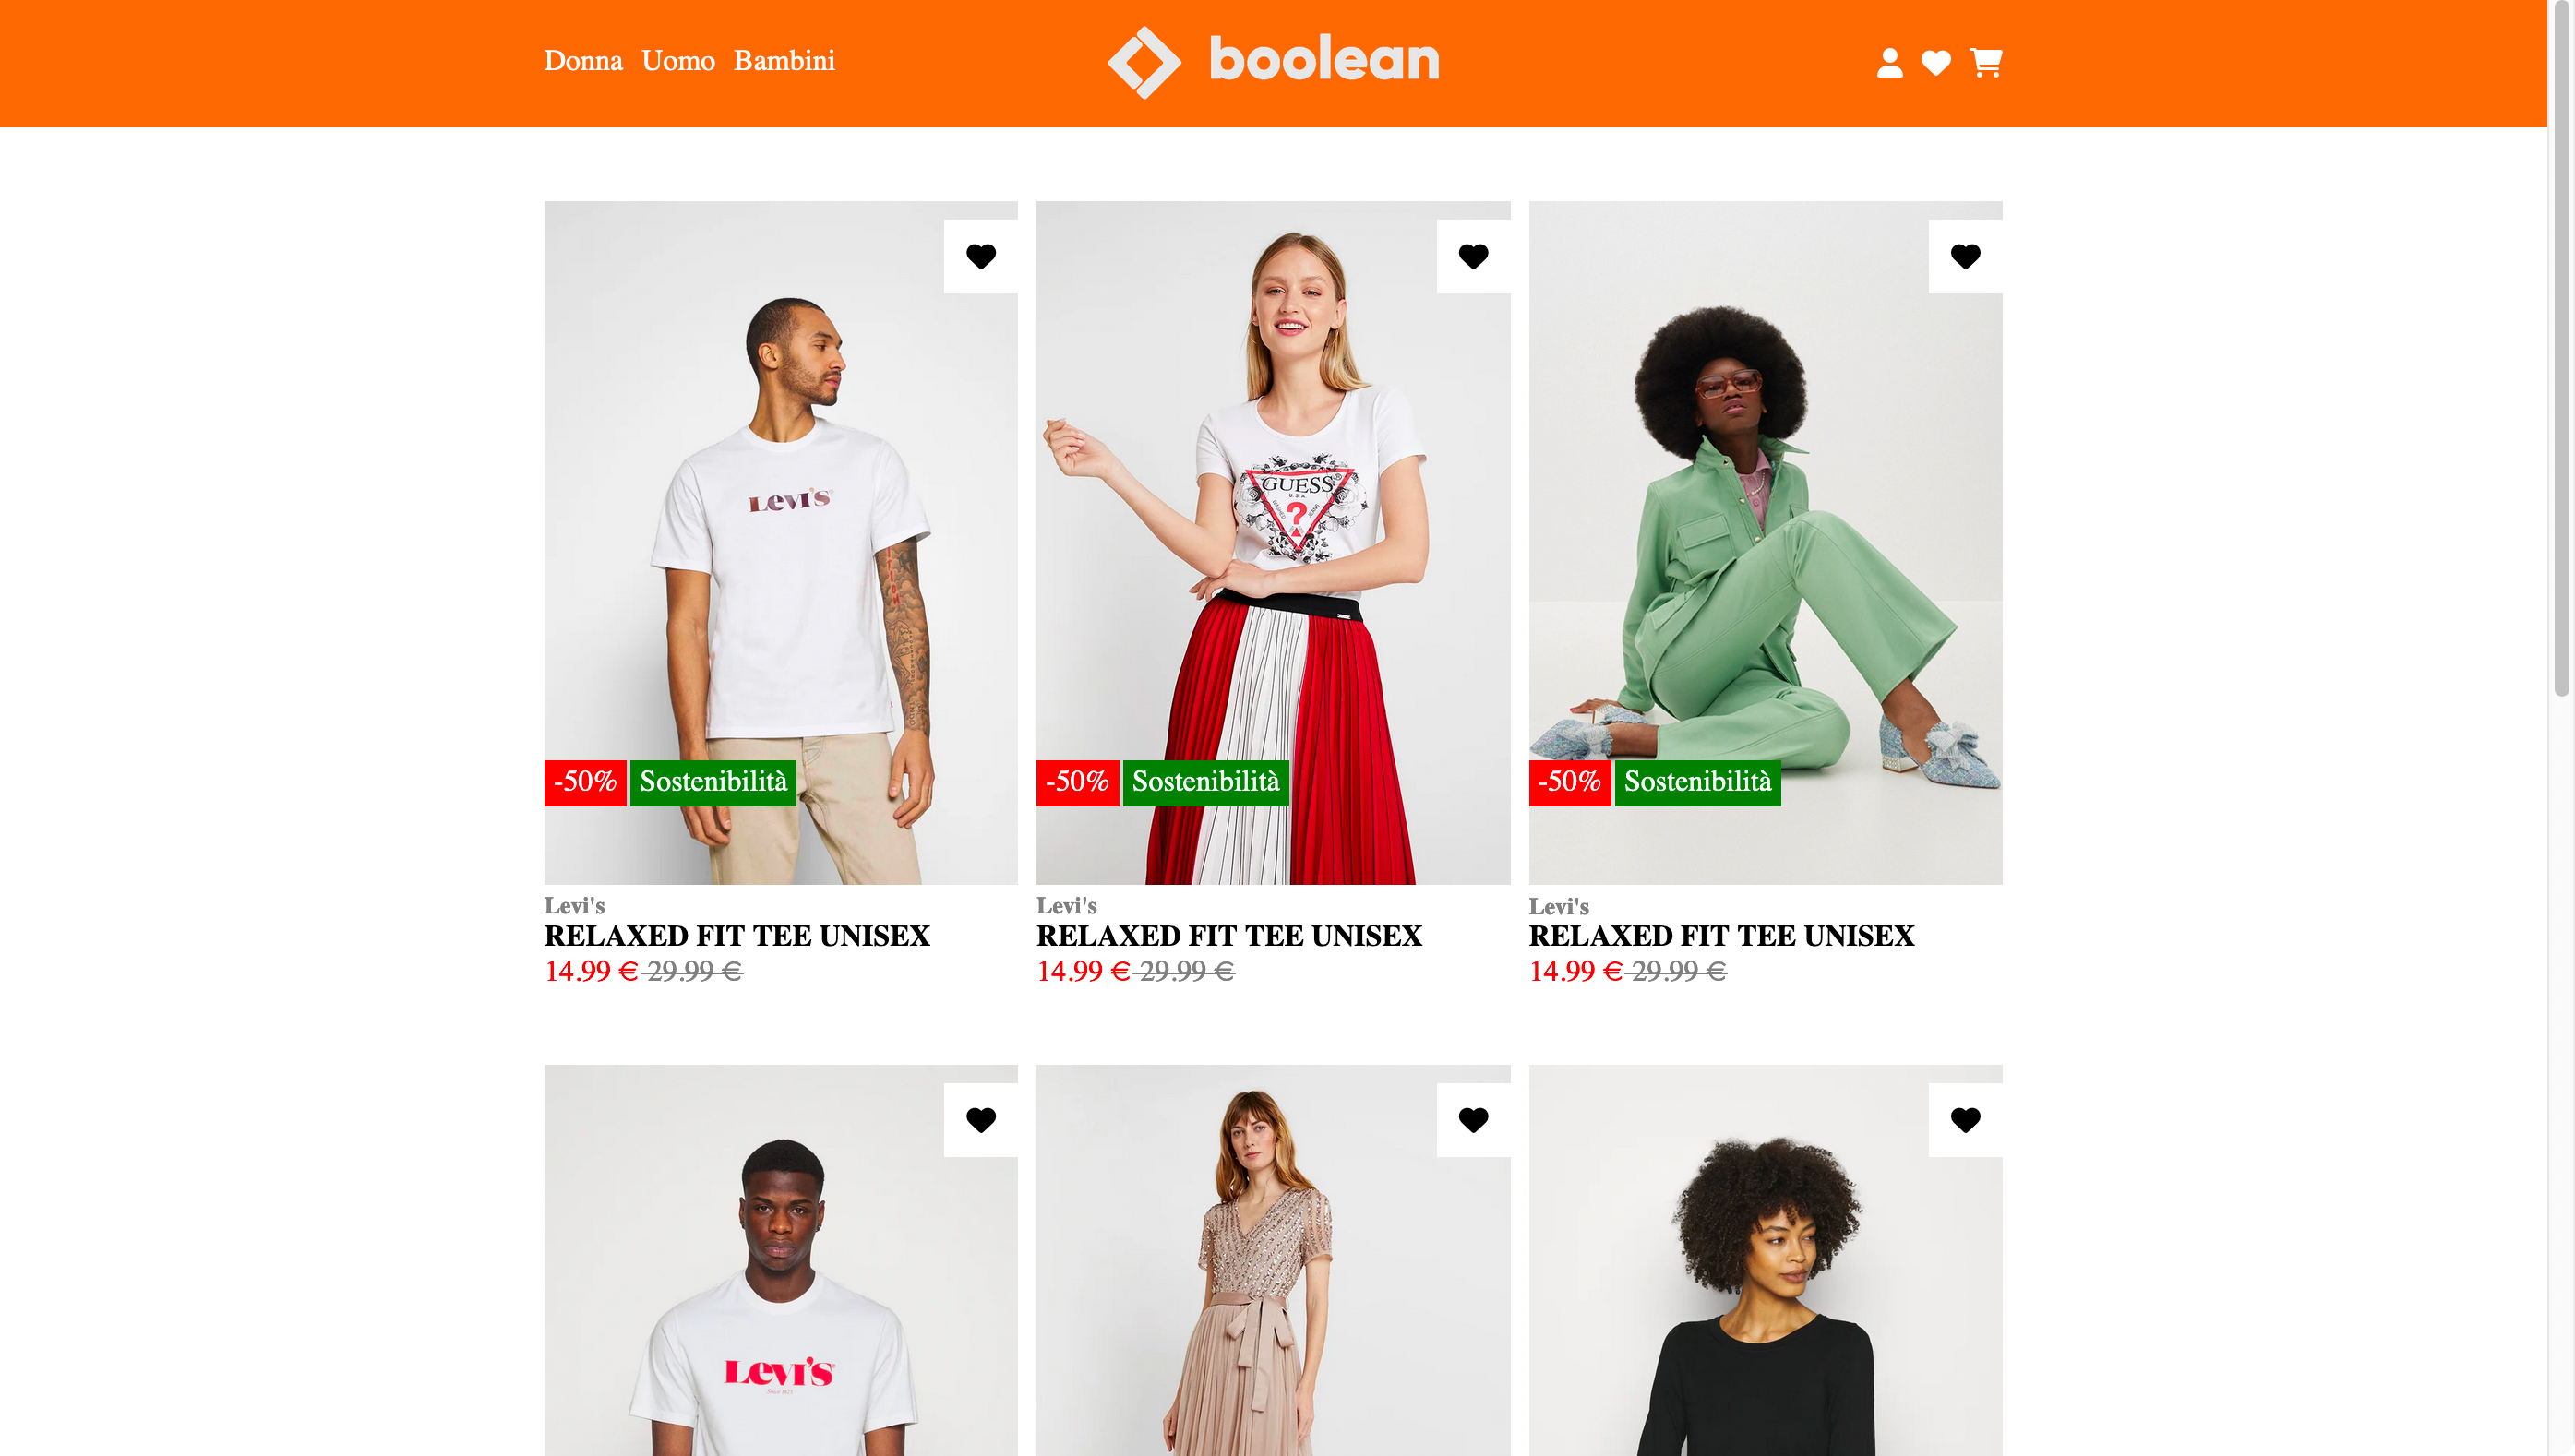 Donna Uomo Bambini
boolean
Levi's
GUESS
U.S.A.
?
-50% Sostenibilità
-50% Sostenibilità
-50% Sostenibilità
Levi's
RELAXED FIT TEE UNISEX
14.99 € 29.99 €
Levi's
RELAXED FIT TEE UNISEX
14.99 € 29.99 €
Levi's
RELAXED FIT TEE UNISEX
14.99 € 29.99 €
Levi's